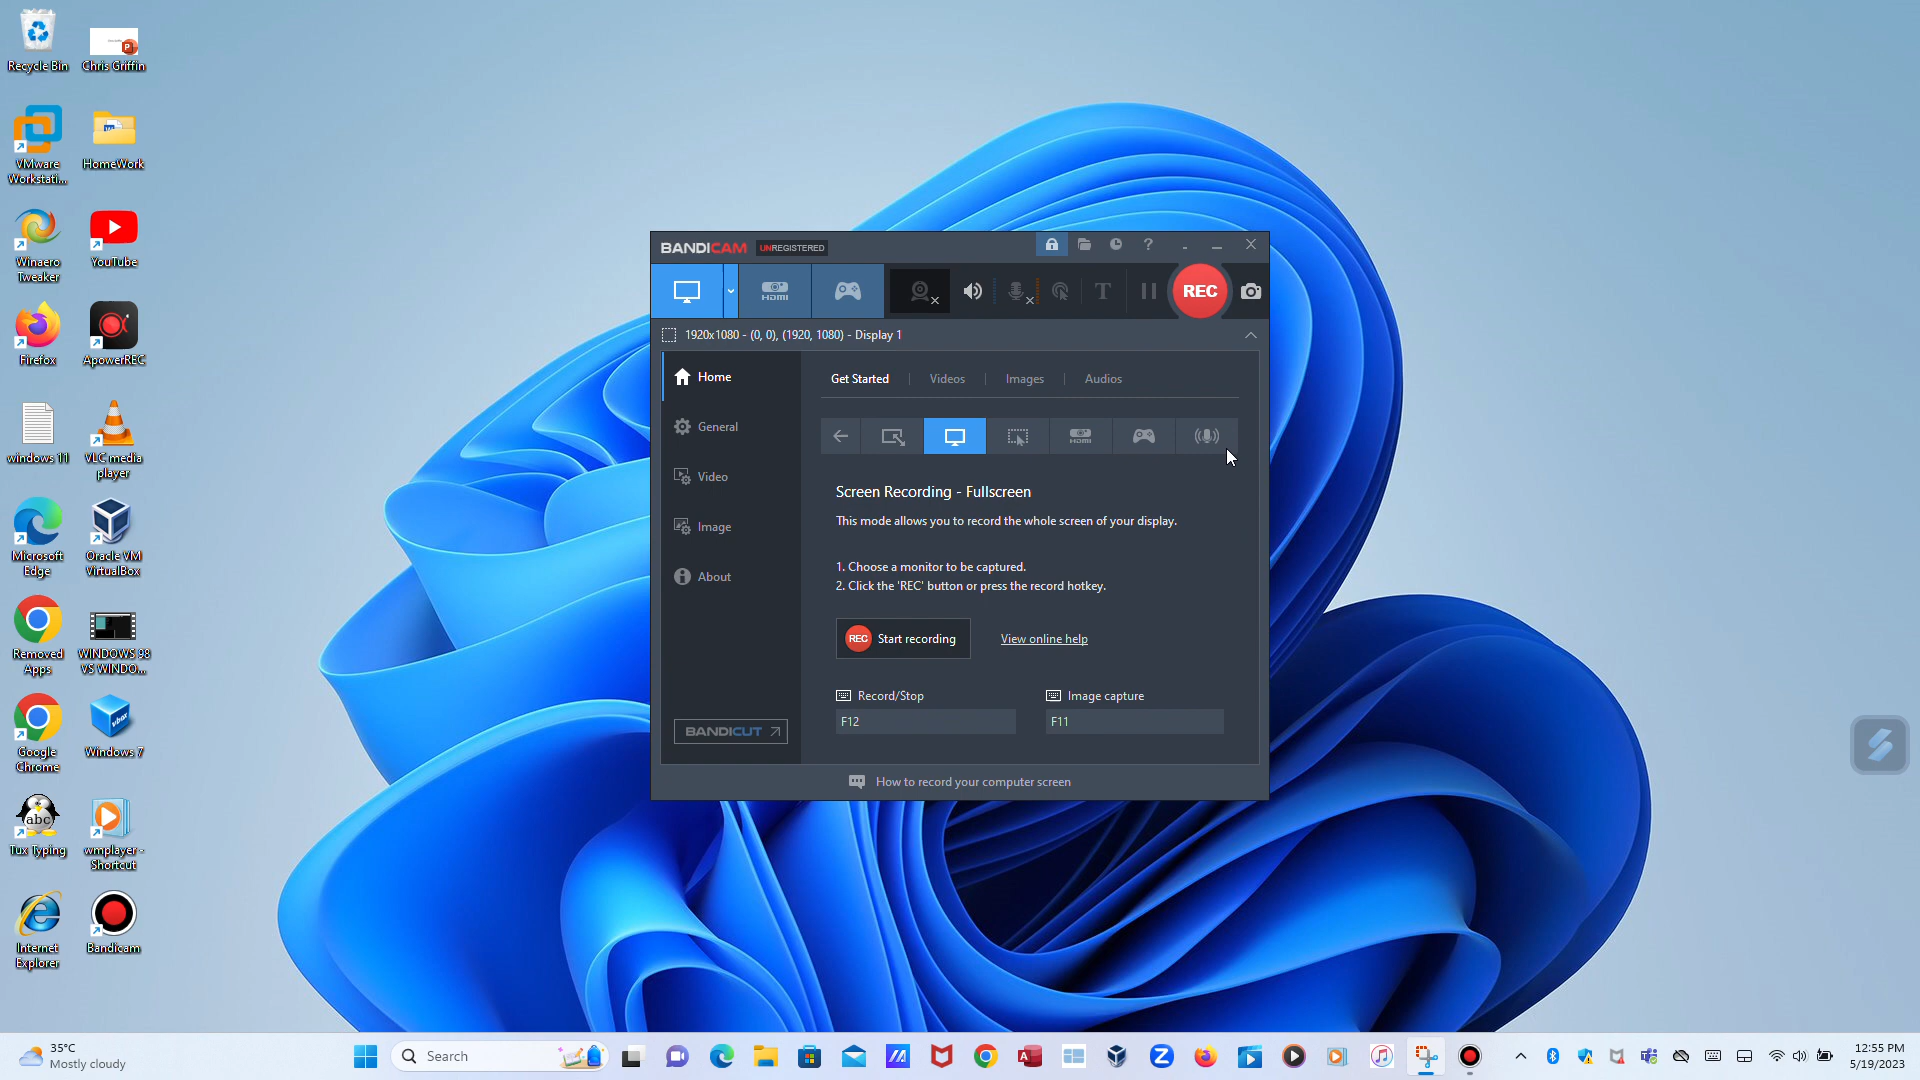 Recycle Bin
Chris Griffin
VMware
Workstati...
HomeWork
Winaero
Tweaker
YouTube
Firefox
ApowerREC
windows 11
VLC media
player
Microsoft
Edge
Oracle VM
VirtualBox
Removed
Apps
WINDOWS 98
VS WINDO...
Google
Chrome
vbox
Windows 7
abc
Tux Typing
wmplayer -
Shortcut
Internet
Explorer
Bandicam
BANDICAM UNREGISTERED
HDMI
T
REC
1920x1080 - (0, 0), (1920, 1080) - Display 1
Home
General
Video
Image
About
BANDICUT
Get Started
Videos
Images
Audios
HDMI
Screen Recording - Fullscreen
This mode allows you to record the whole screen of your display.
1. Choose a monitor to be captured.
2. Click the 'REC' button or press the record hotkey.
REC Start recording
View online help
Record/Stop
Image capture
F12
F11
How to record your computer screen
35°C
Mostly cloudy
Search
12:55 PM
5/19/2023